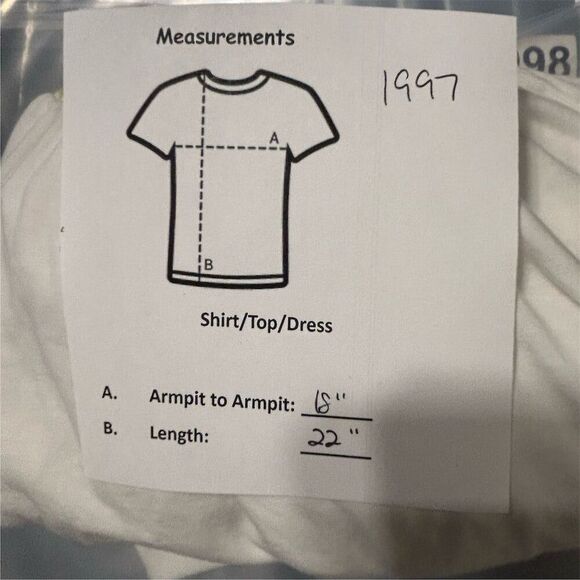 Measurements
1997
98
A
B
Shirt/Top/Dress
A. Armpit to Armpit: 18"
B. Length: 22"